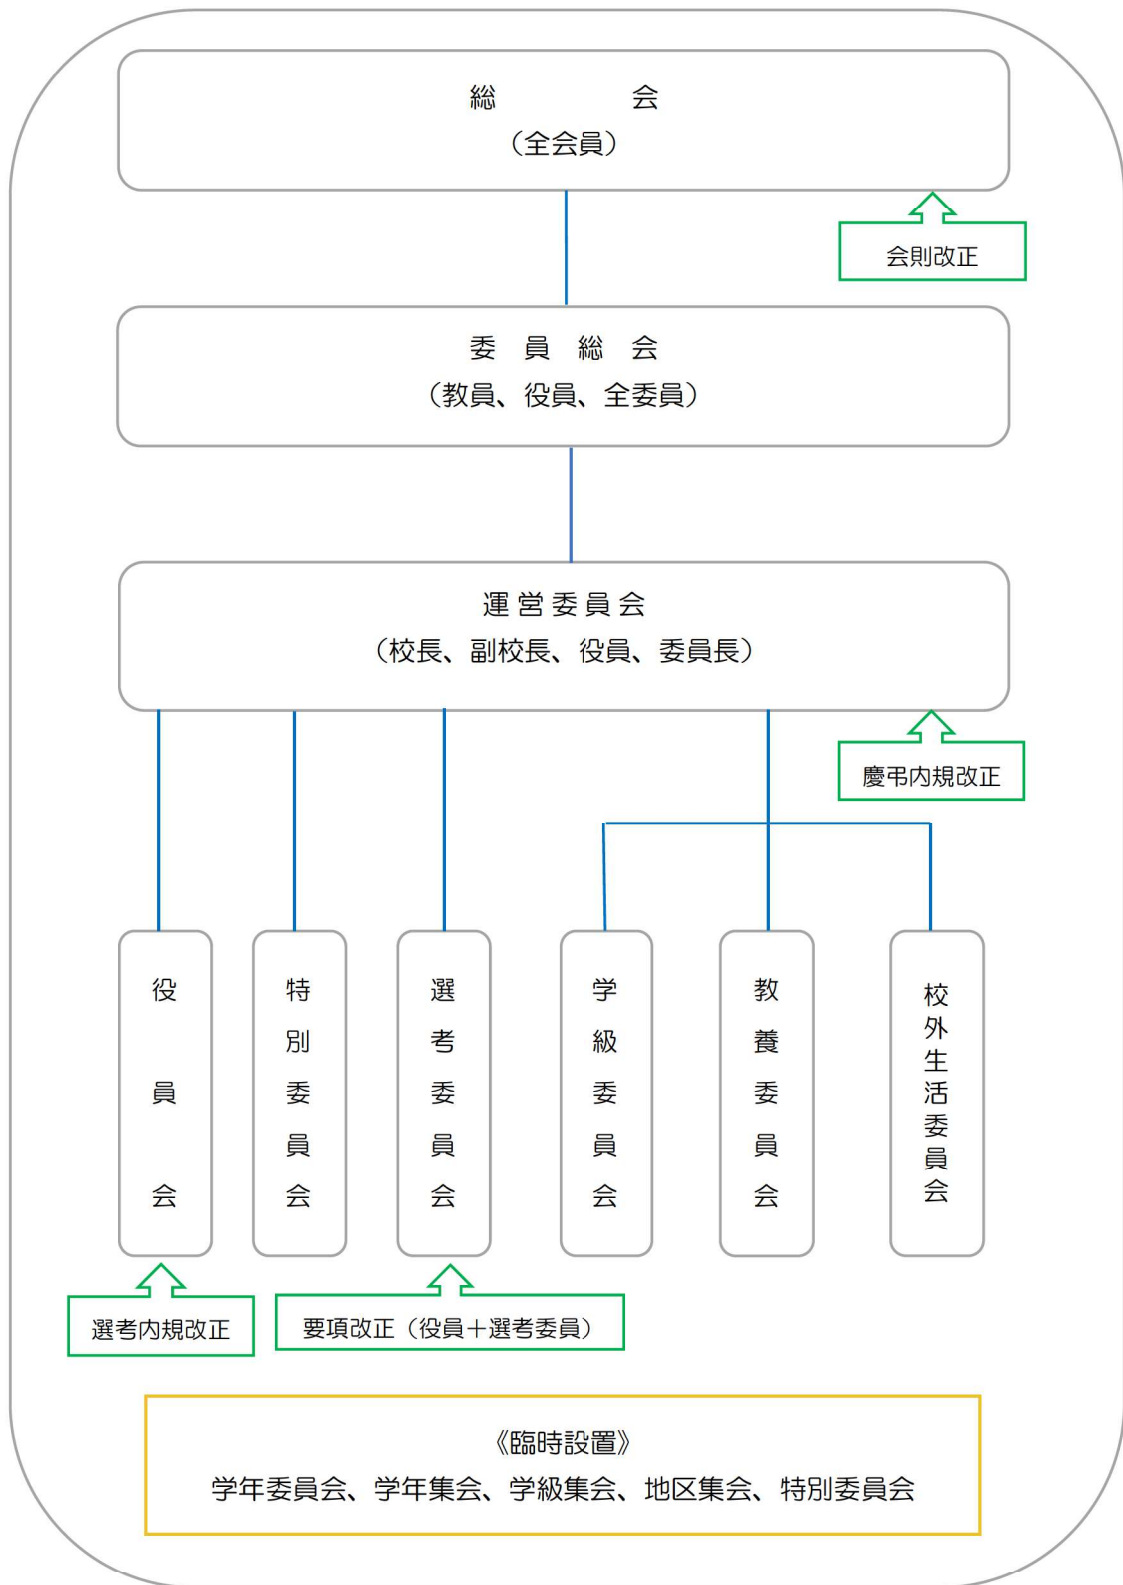 総　会
（全会員）
会則改正
委員総会
（教員、役員、全委員）
運営委員会
（校長、副校長、役員、委員長）
慶弔内規改正
役員会
特別委員会
選考委員会
学級委員会
教養委員会
校外生活委員会
選考内規改正
要項改正（役員＋選考委員）
《臨時設置》
学年委員会、学年集会、学級集会、地区集会、特別委員会